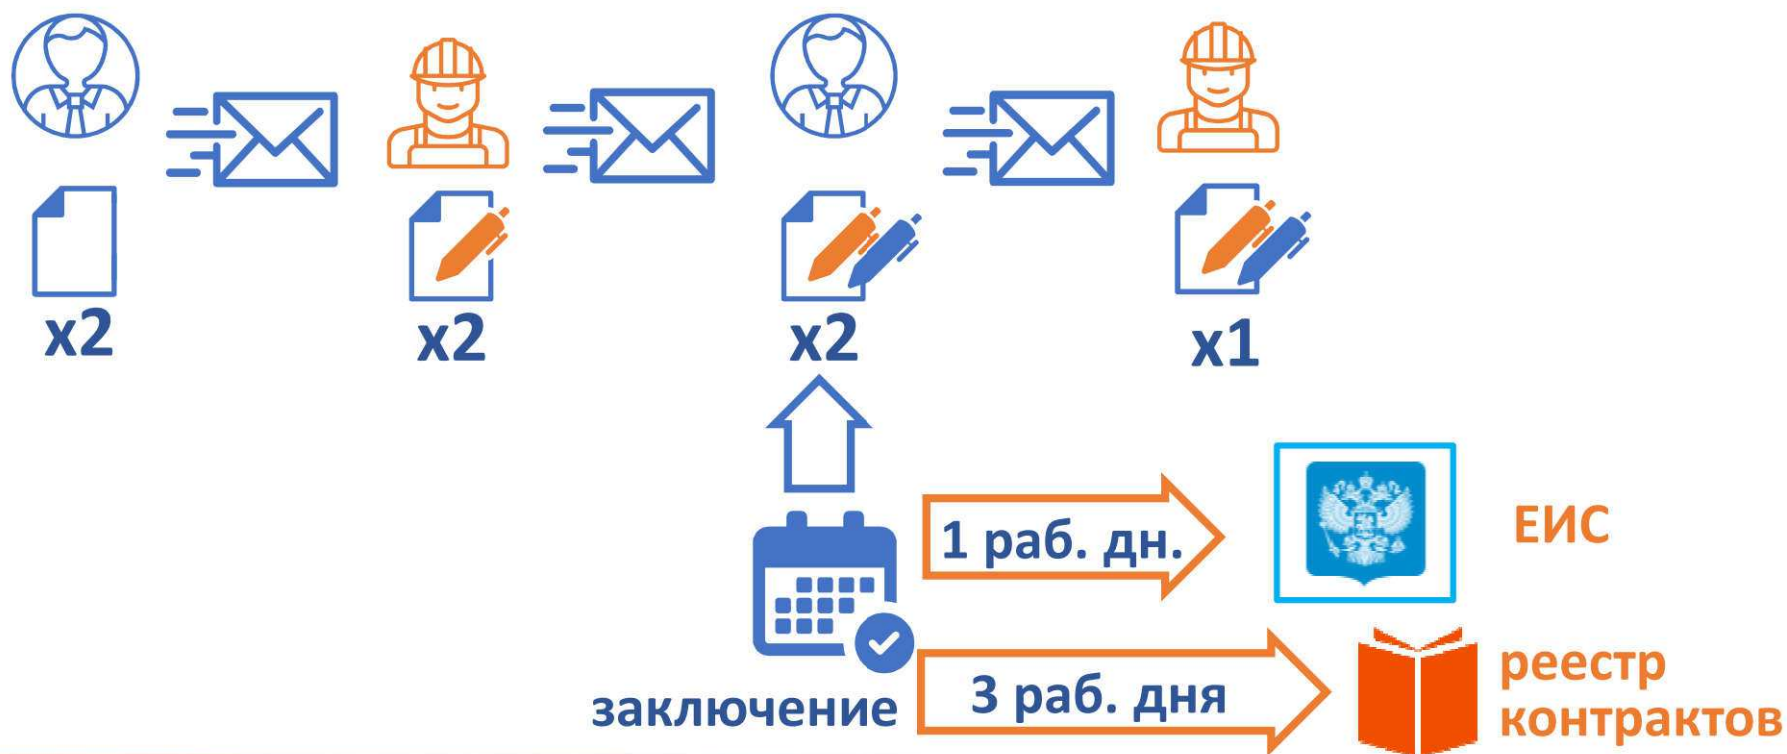 x2
x2
x2
x1
1 раб. дн.
ЕИС
3 раб. дня
заключение
реестр
контрактов